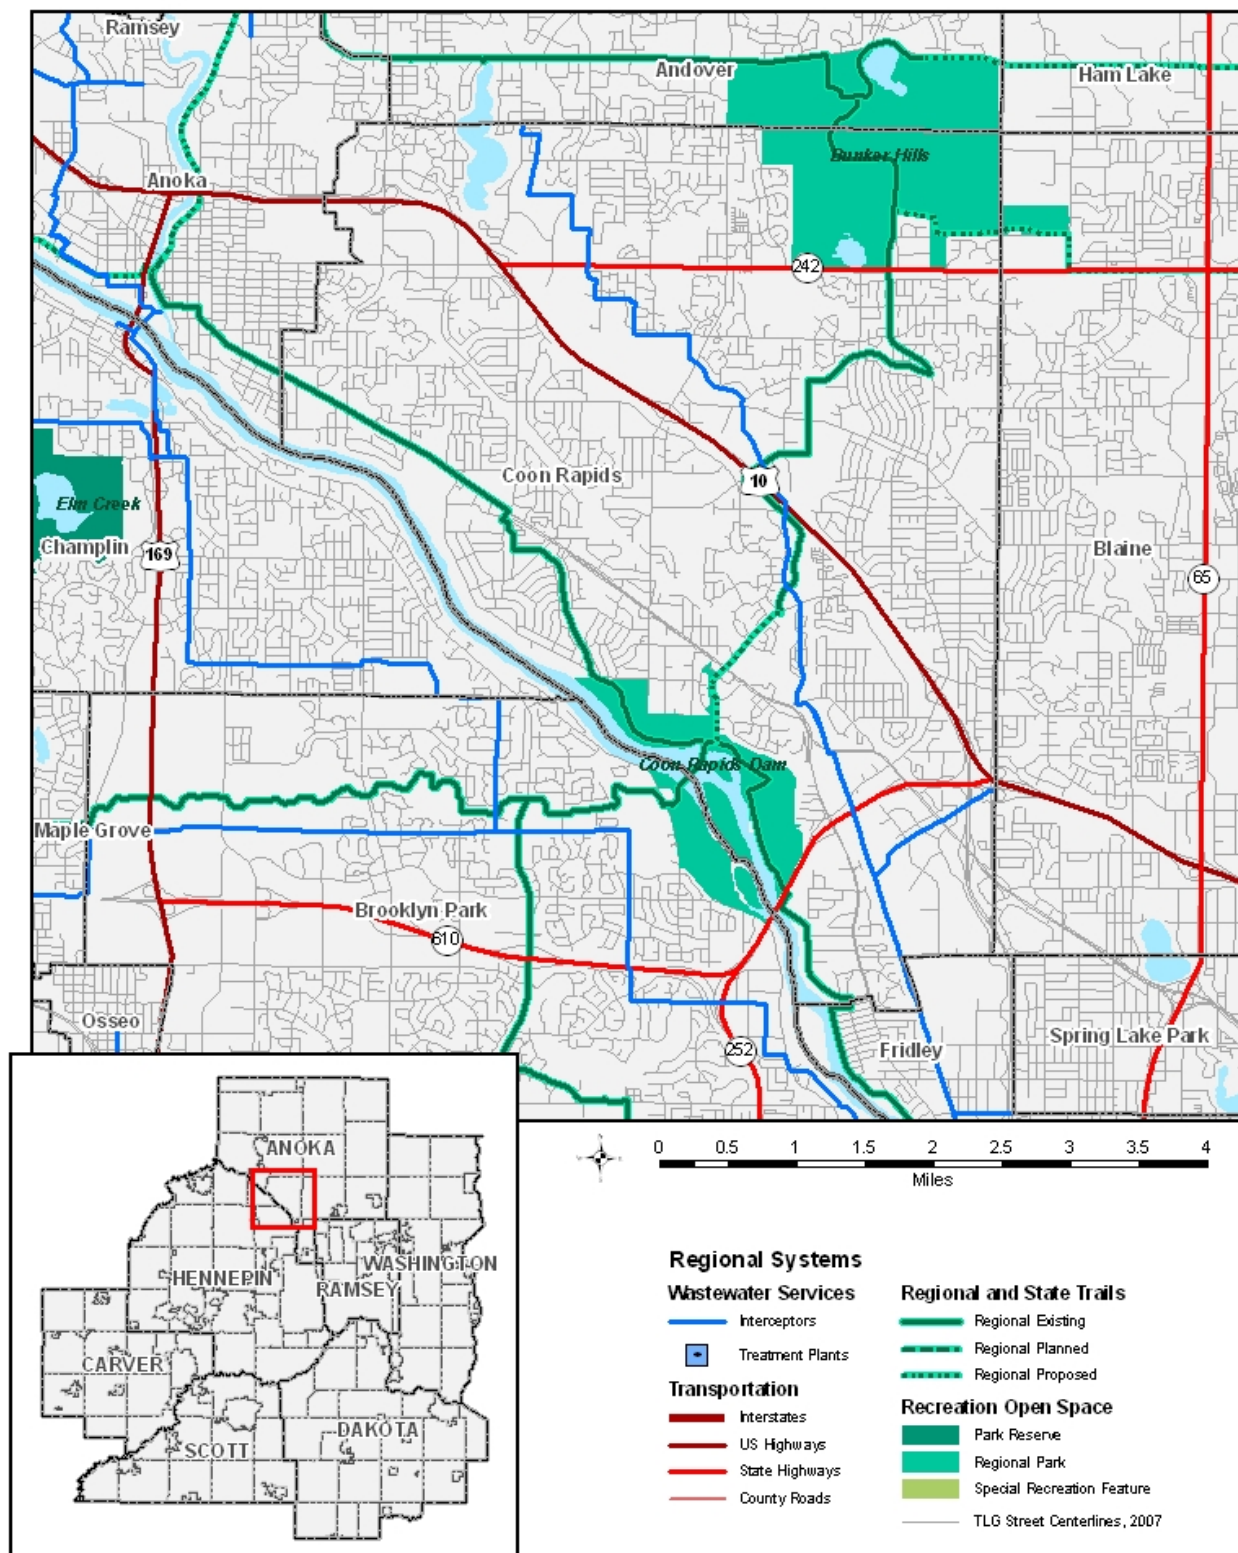 Ramsey
Andover
Ham Lake
Bunker Hills
Anoka
242
Coon Rapids
10
Elm Creek
Champlin
169
Blaine
65
Coon Rapids Dam
Maple Grove
Brooklyn Park
610
Osseo
252
Fridley
Spring Lake Park
ANOKA
HENNEPIN
RAMSEY
WASHINGTON
CARVER
SCOTT
DAKOTA
0 0.5 1 1.5 2 2.5 3 3.5 4
Miles
Regional Systems
Wastewater Services
Interceptors
Treatment Plants
Transportation
Interstates
US Highways
State Highways
County Roads
Regional and State Trails
Regional Existing
Regional Planned
Regional Proposed
Recreation Open Space
Park Reserve
Regional Park
Special Recreation Feature
TLG Street Centerlines, 2007